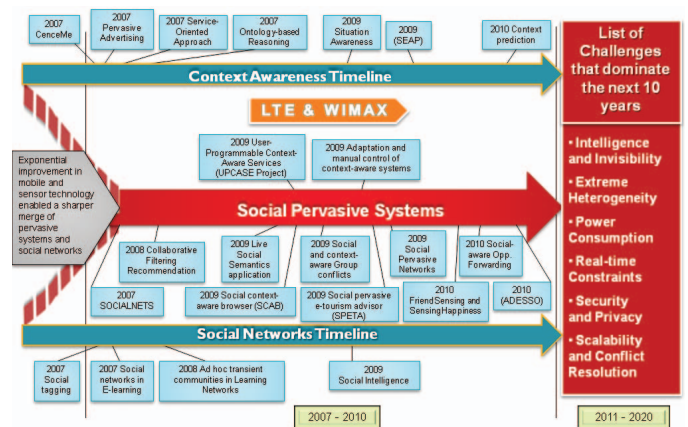 2007
CenceMe
2007
Pervasive
Advertising
2007 Service-
Oriented
Approach
2007
Ontology-based
Reasoning
2009
Situation
Awareness
2009
(SEAP)
2010 Context
prediction
Context Awareness Timeline
LTE & WIMAX
List of
Challenges
that dominate
the next 10
years
Exponential
improvement in
mobile and
sensor technology
enabled a sharper
merge of
pervasive
systems and
social networks
2009 User-
Programmable Context-
Aware Services
(UPCASE Project)
2009 Adaptation and
manual control of
context-aware systems
Social Pervasive Systems
2008 Collaborative
Filtering
Recommendation
2009 Live
Social
Semantics
application
2009 Social
and context-
aware Group
conflicts
2009
Social
Pervasive
Networks
2010 Social-
aware Opp.
Forwarding
2007
SOCIALNETS
2009 Social context-
aware browser (SCAB)
2009 Social pervasive
e-tourism advisor
(SPETA)
2010
FriendSensing and
SensingHappiness
2010
(ADESSO)
Social Networks Timeline
2007
Social
tagging
2007 Social
networks in
E-learning
2008 Ad hoc transient
communities in Learning
Networks
2009
Social Intelligence
• Intelligence
and Invisibility
• Extreme
Heterogeneity
• Power
Consumption
• Real-time
Constraints
• Security
and Privacy
• Scalability
and Conflict
Resolution
2007 - 2010
2011 - 2020